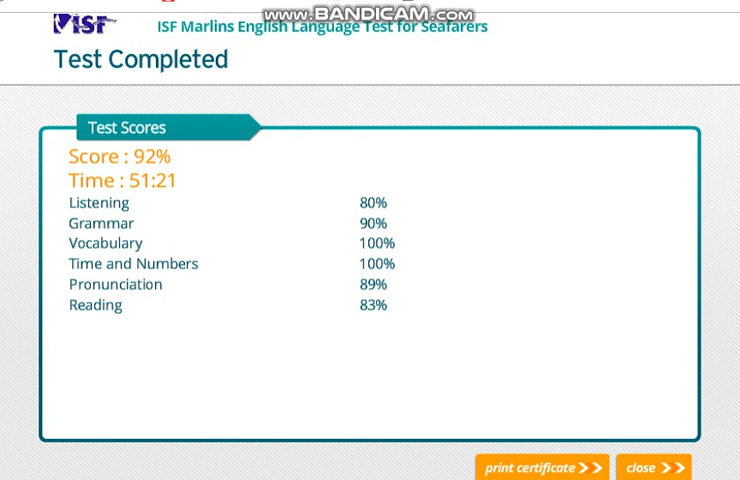 www.BANDICAM.com
ISF
ISF Marlins English Language Test for Seafarers
Test Completed
Test Scores
Score : 92%
Time : 51:21
Listening 80%
Grammar 90%
Vocabulary 100%
Time and Numbers 100%
Pronunciation 89%
Reading 83%
print certificate close